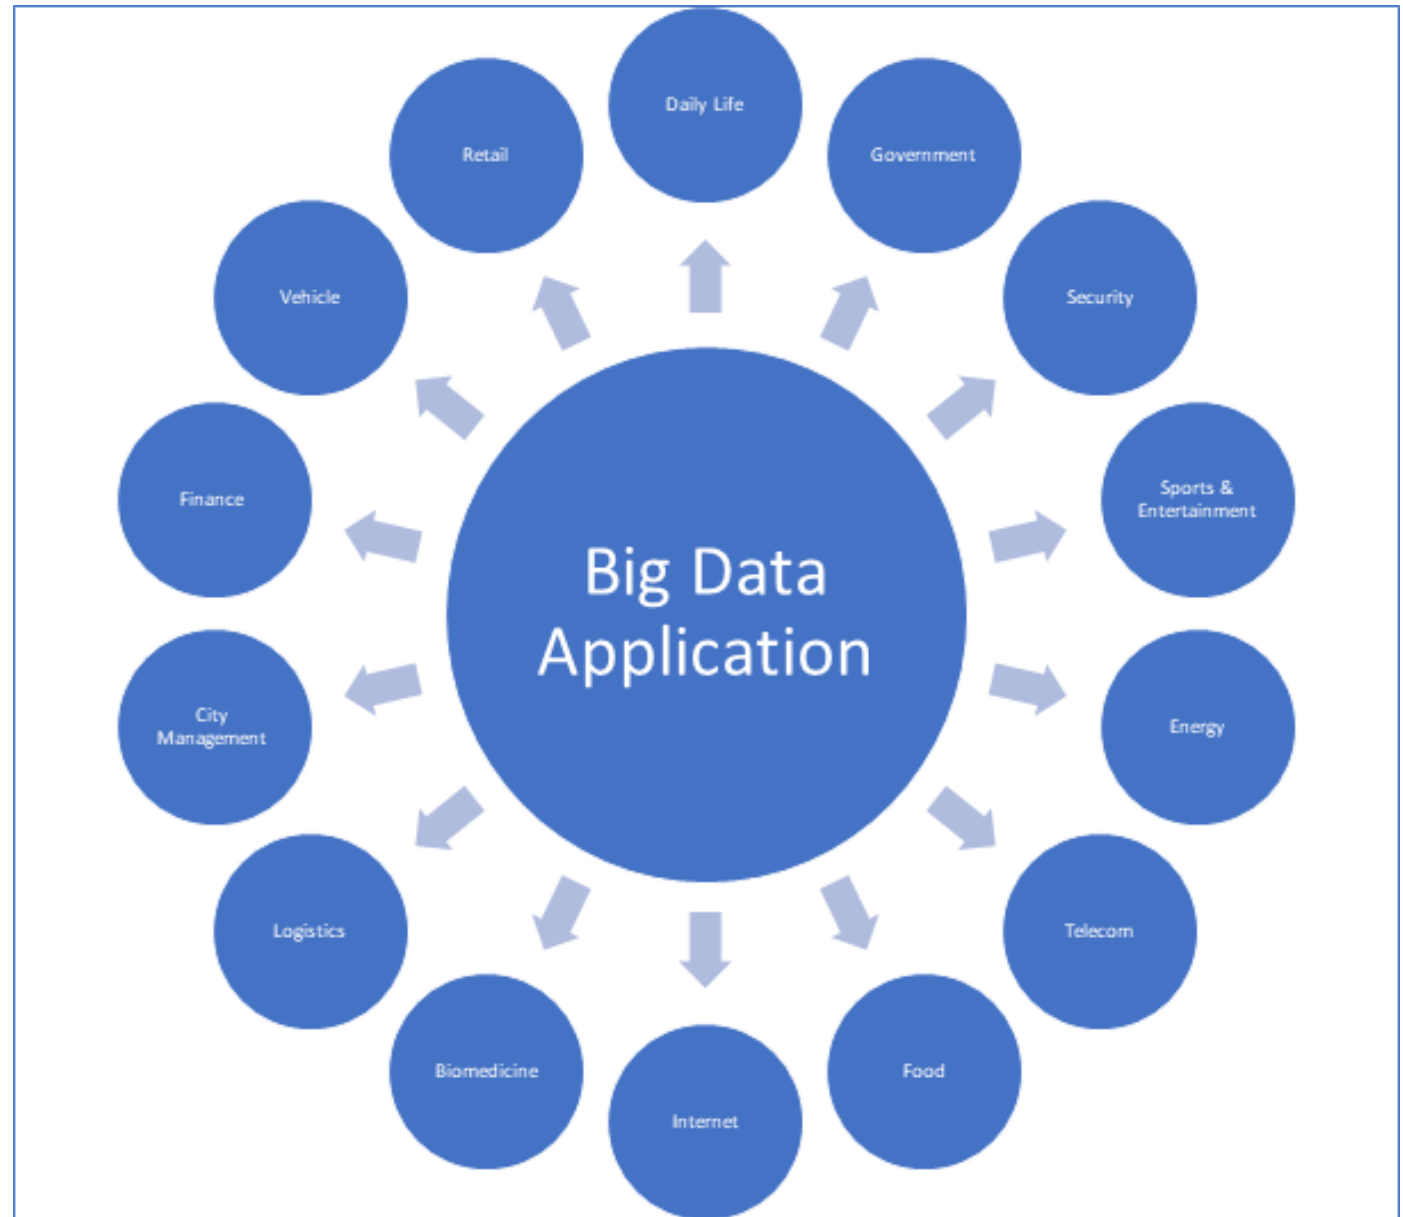 Daily Life
Government
Security
Sports &
Entertainment
Energy
Telecom
Food
Internet
Biomedicine
Logistics
City
Management
Finance
Vehicle
Retail
Big Data
Application